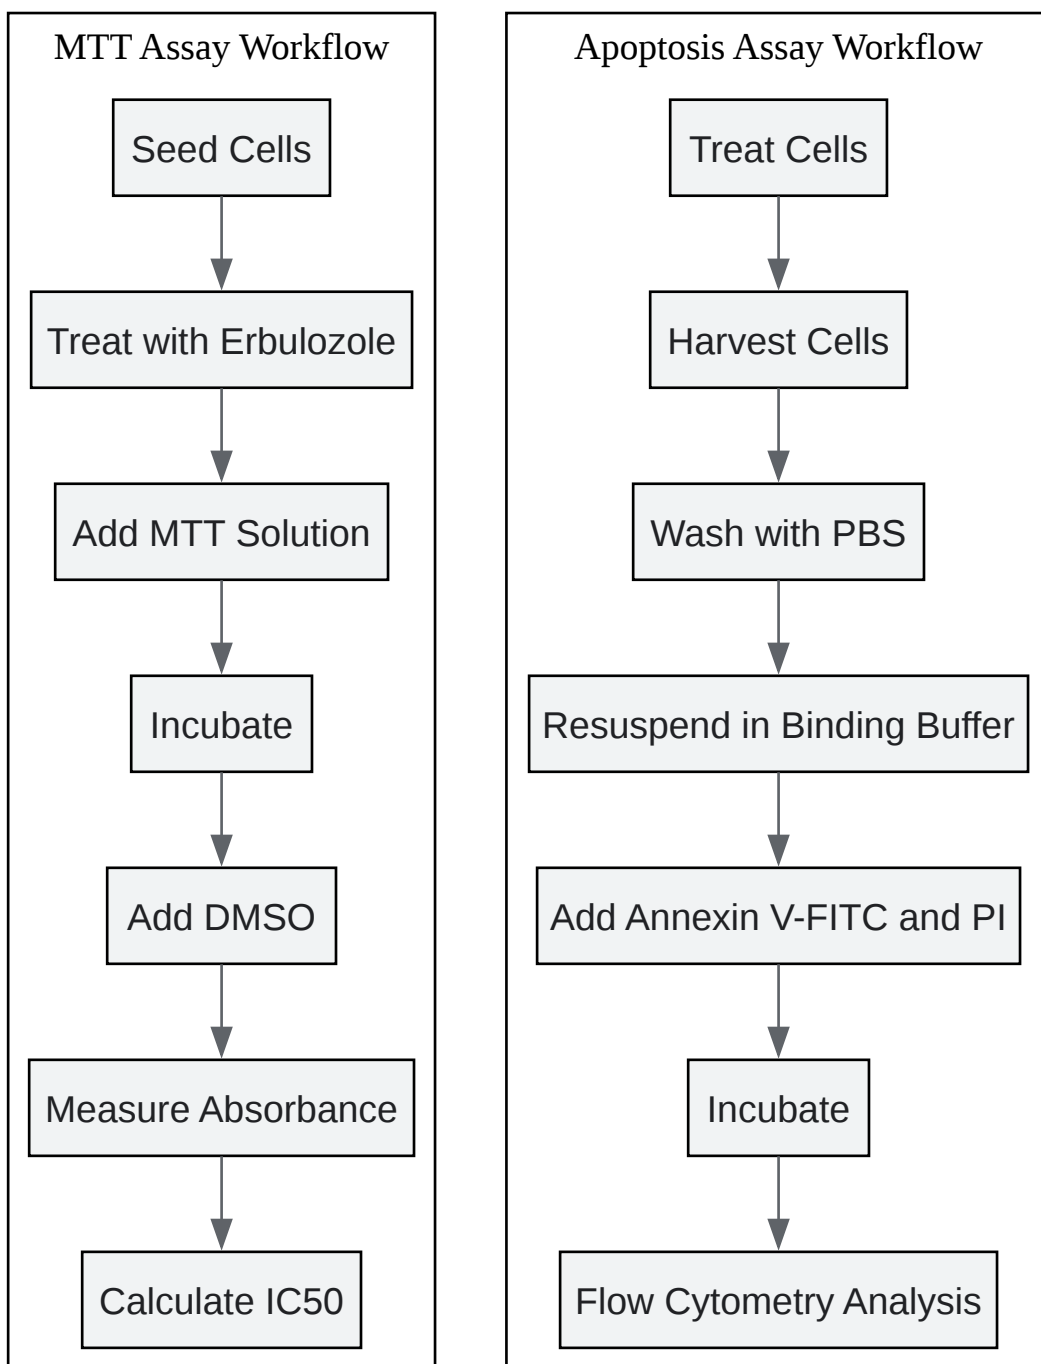 MTT Assay Workflow
Seed Cells
Treat with Erbulozole
Add MTT Solution
Incubate
Add DMSO
Measure Absorbance
Calculate IC50
Apoptosis Assay Workflow
Treat Cells
Harvest Cells
Wash with PBS
Resuspend in Binding Buffer
Add Annexin V-FITC and PI
Incubate
Flow Cytometry Analysis